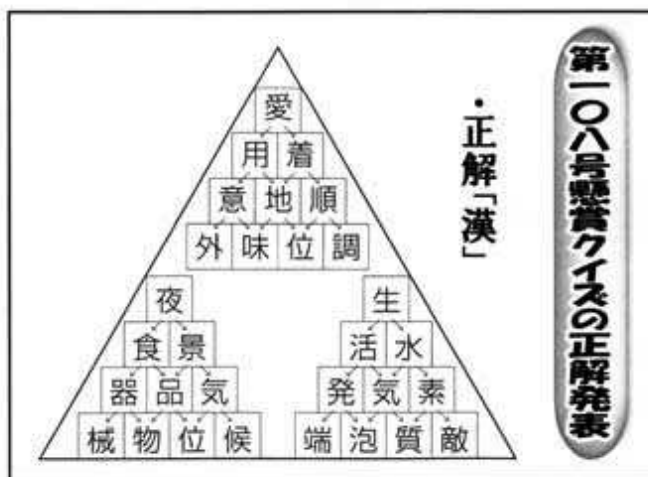 第一〇八号懸賞クイズの正解発表
・正解「漢」
愛
用着
意地順
外味位調
夜
食景
器品気
械物位候
生
活水
発気素
端泡質敵